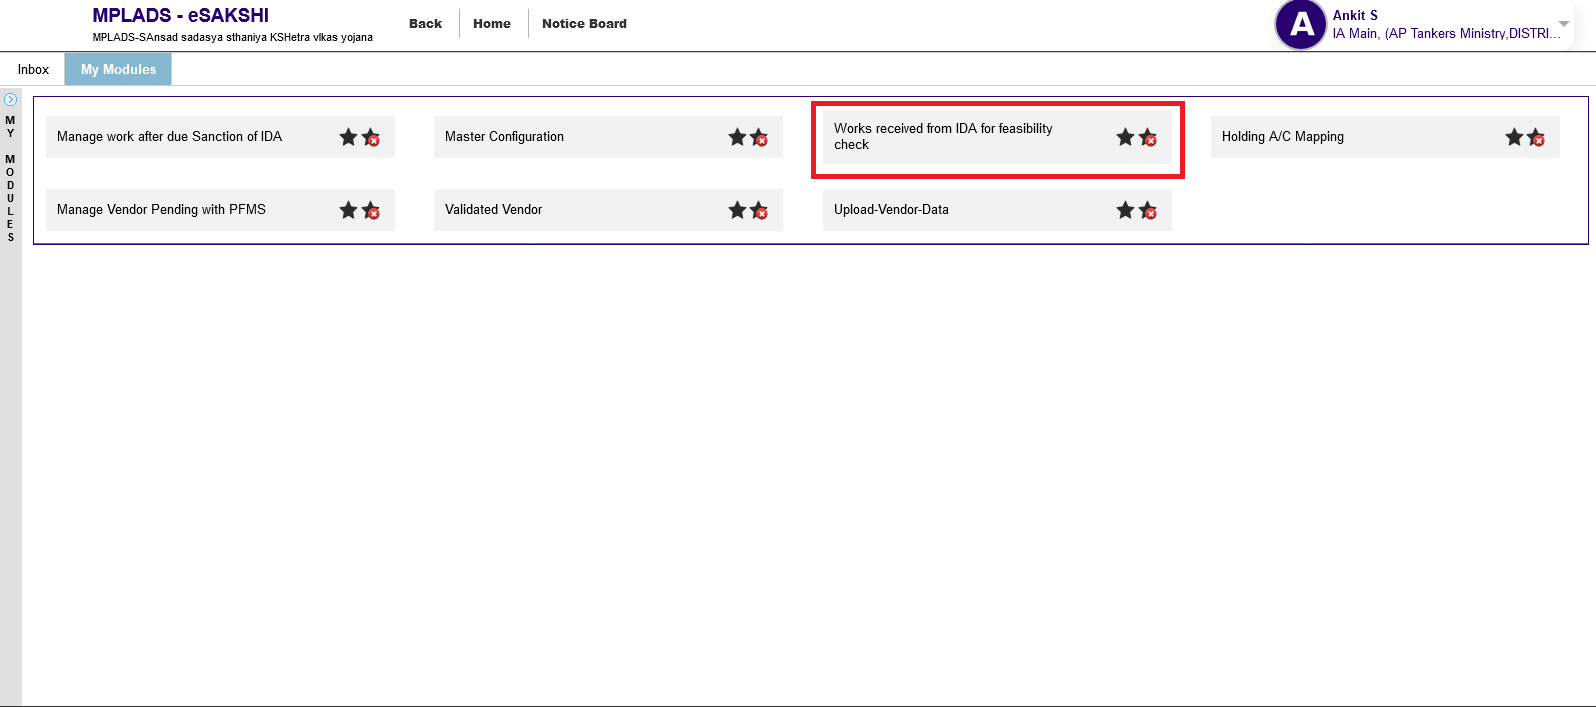 MPLADS - eSAKSHI
MPLADS-SAnsad sadasya sthaniya KSHetra vIkas yojana
Back
Home
Notice Board
A
Ankit S
IA Main, (AP Tankers Ministry,DISTRI...
Inbox
My Modules
MY MODULES
Manage work after due Sanction of IDA
Master Configuration
Works received from IDA for feasibility
check
Holding A/C Mapping
Manage Vendor Pending with PFMS
Validated Vendor
Upload-Vendor-Data